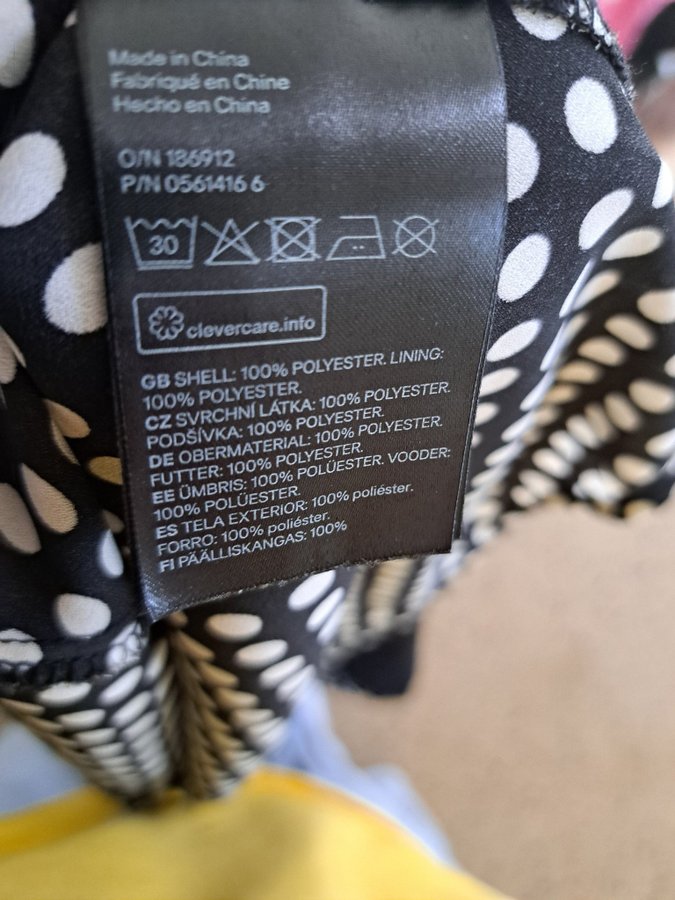 Made in China
Fabriqué en Chine
Hecho en China
O/N 186912
P/N 0561416 6
30
clevercare.info
GB SHELL: 100% POLYESTER. LINING:
100% POLYESTER.
CZ SVRCHNÍ LÁTKA: 100% POLYESTER.
PODŠÍVKA: 100% POLYESTER.
DE OBERMATERIAL: 100% POLYESTER.
FUTTER: 100% POLYESTER.
EE ÜMBRIS: 100% POLÜESTER. VOODER:
100% POLÜESTER.
ES TELA EXTERIOR: 100% poliéster.
FORRO: 100% poliéster.
FI PÄÄLLISKANGAS: 100%